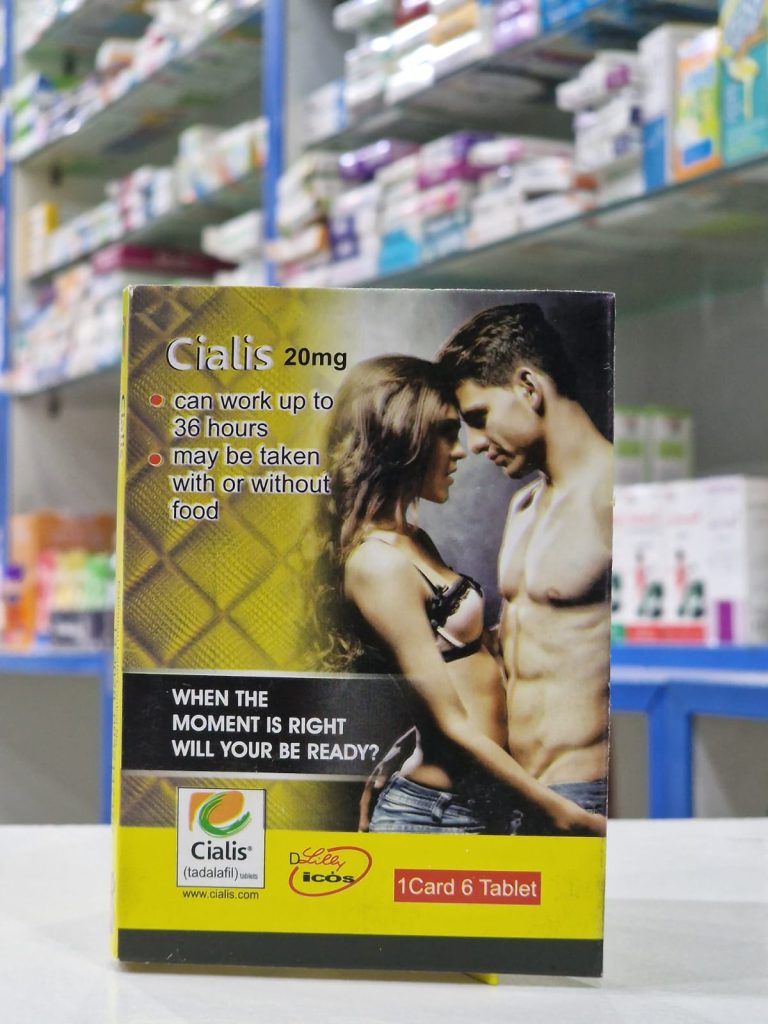 Cialis 20mg
can work up to
36 hours
may be taken
with or without
food
WHEN THE
MOMENT IS RIGHT
WILL YOUR BE READY?
Cialis®
(tadalafil) tablets
www.cialis.com
DLilly
icos
1Card 6 Tablet